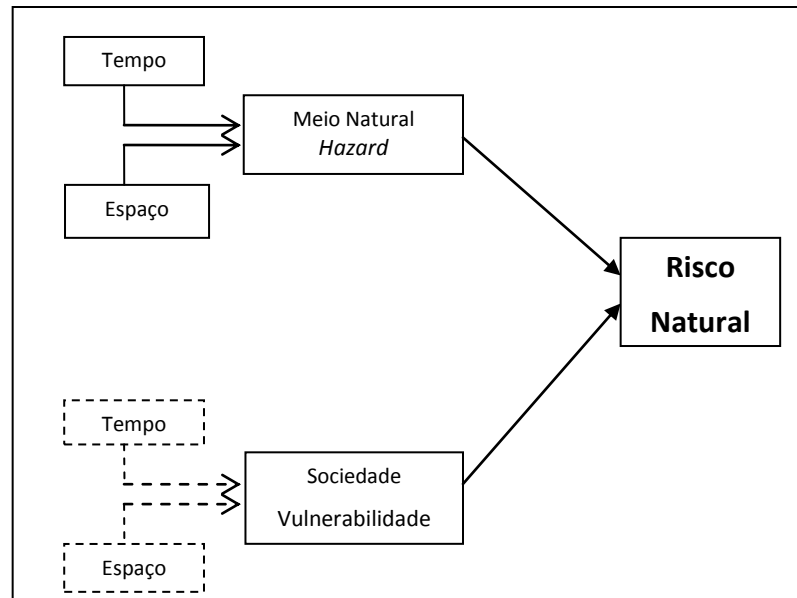 Tempo
Meio Natural
Hazard
Espaço
Risco
Natural
Tempo
Sociedade
Vulnerabilidade
Espaço